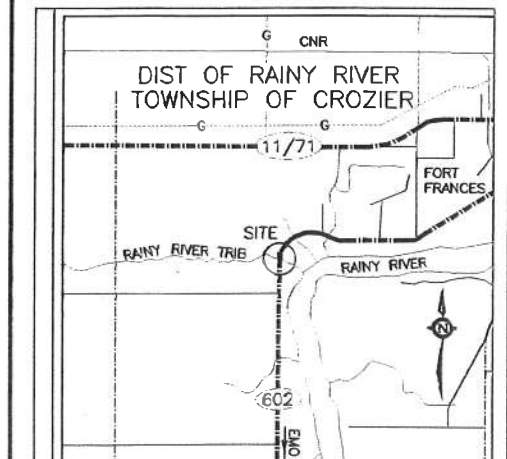 G
CNR
DIST OF RAINY RIVER
TOWNSHIP OF CROZIER
G
G
11/71
FORT
FRANCES
SITE
RAINY RIVER TRIB
RAINY RIVER
N
602
EMO